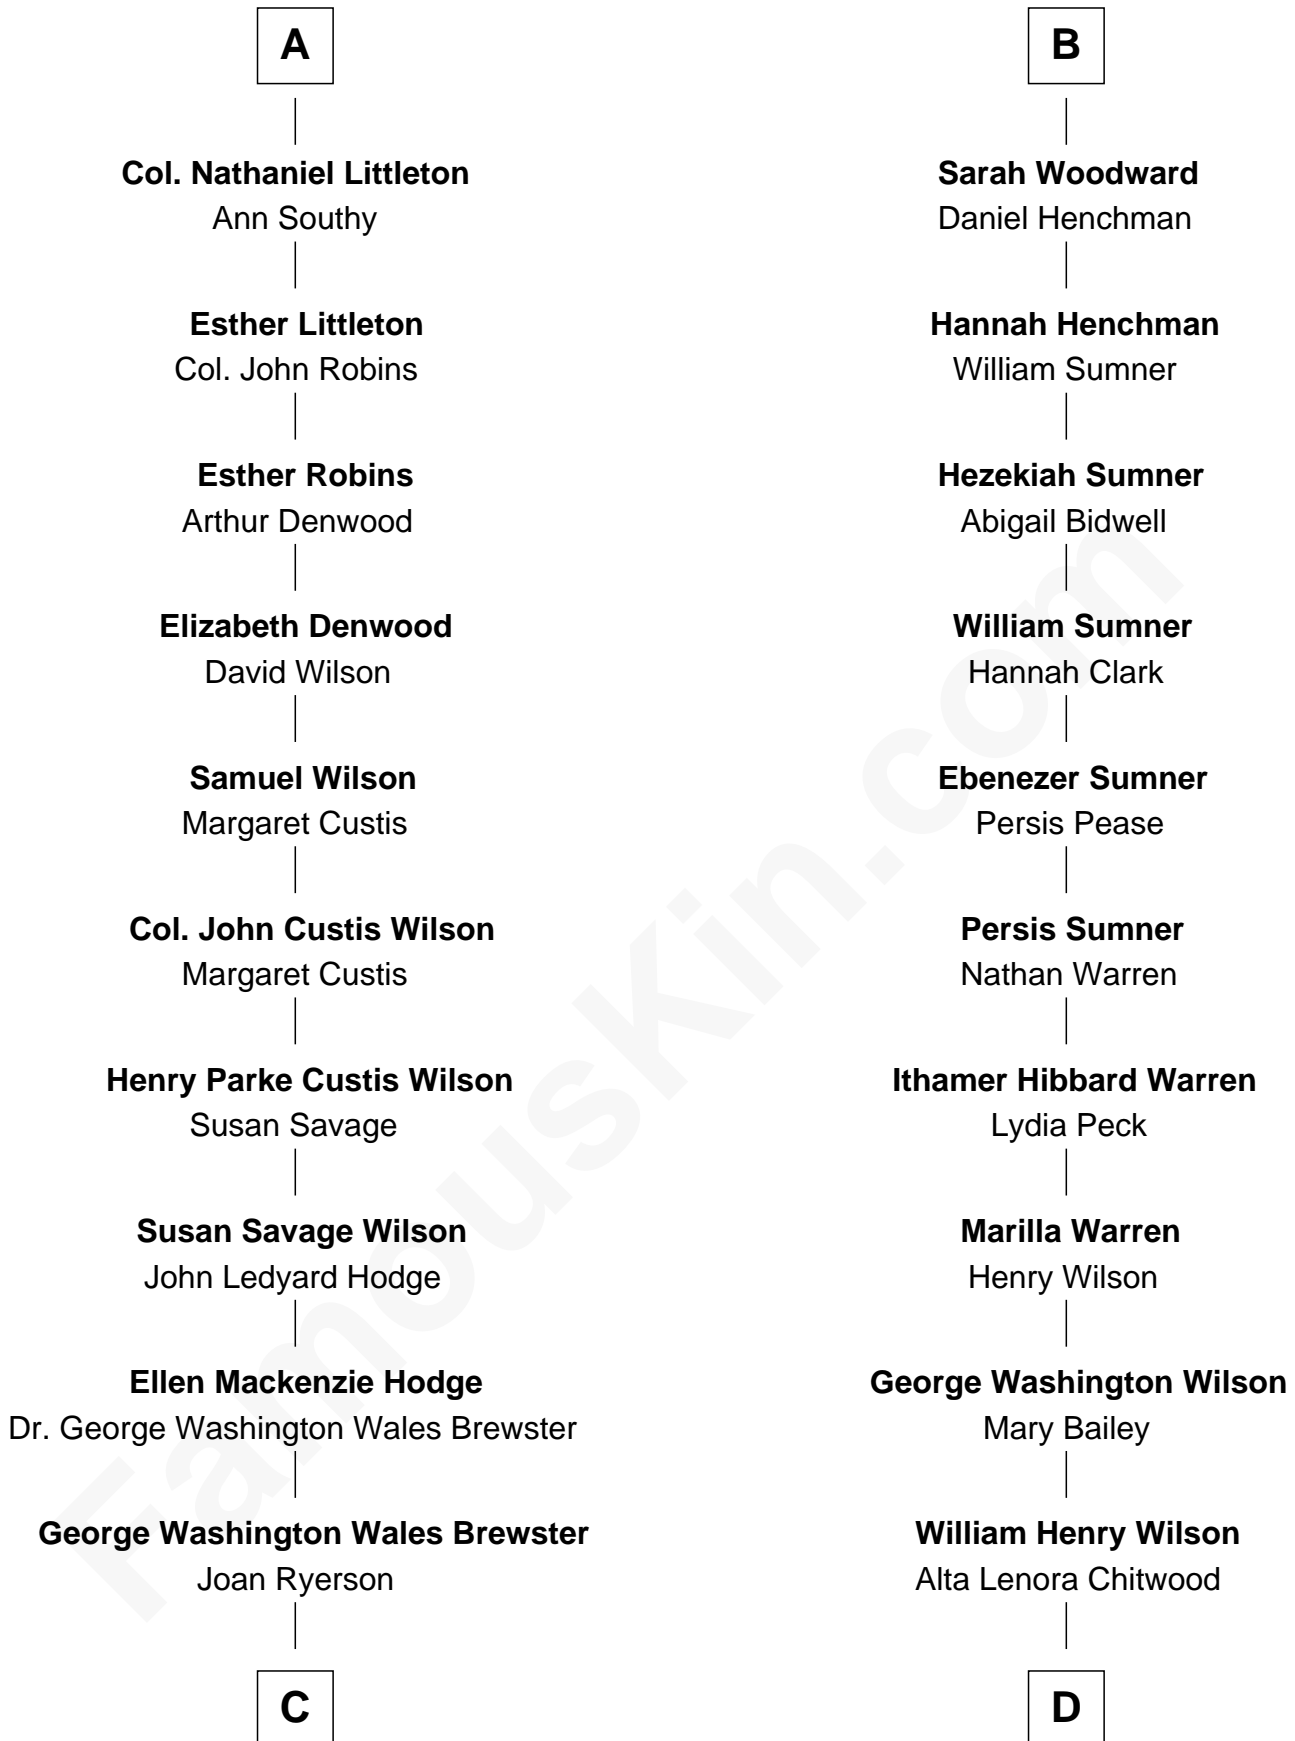 A
Col. Nathaniel Littleton
Ann Southy
Esther Littleton
Col. John Robins
Esther Robins
Arthur Denwood
Elizabeth Denwood
David Wilson
Samuel Wilson
Margaret Custis
Col. John Custis Wilson
Margaret Custis
Henry Parke Custis Wilson
Susan Savage
Susan Savage Wilson
John Ledyard Hodge
Ellen Mackenzie Hodge
Dr. George Washington Wales Brewster
George Washington Wales Brewster
Joan Ryerson
C
B
Sarah Woodward
Daniel Henchman
Hannah Henchman
William Sumner
Hezekiah Sumner
Abigail Bidwell
William Sumner
Hannah Clark
Ebenezer Sumner
Persis Pease
Persis Sumner
Nathan Warren
Ithamer Hibbard Warren
Lydia Peck
Marilla Warren
Henry Wilson
George Washington Wilson
Mary Bailey
William Henry Wilson
Alta Lenora Chitwood
D
FamousKin.com